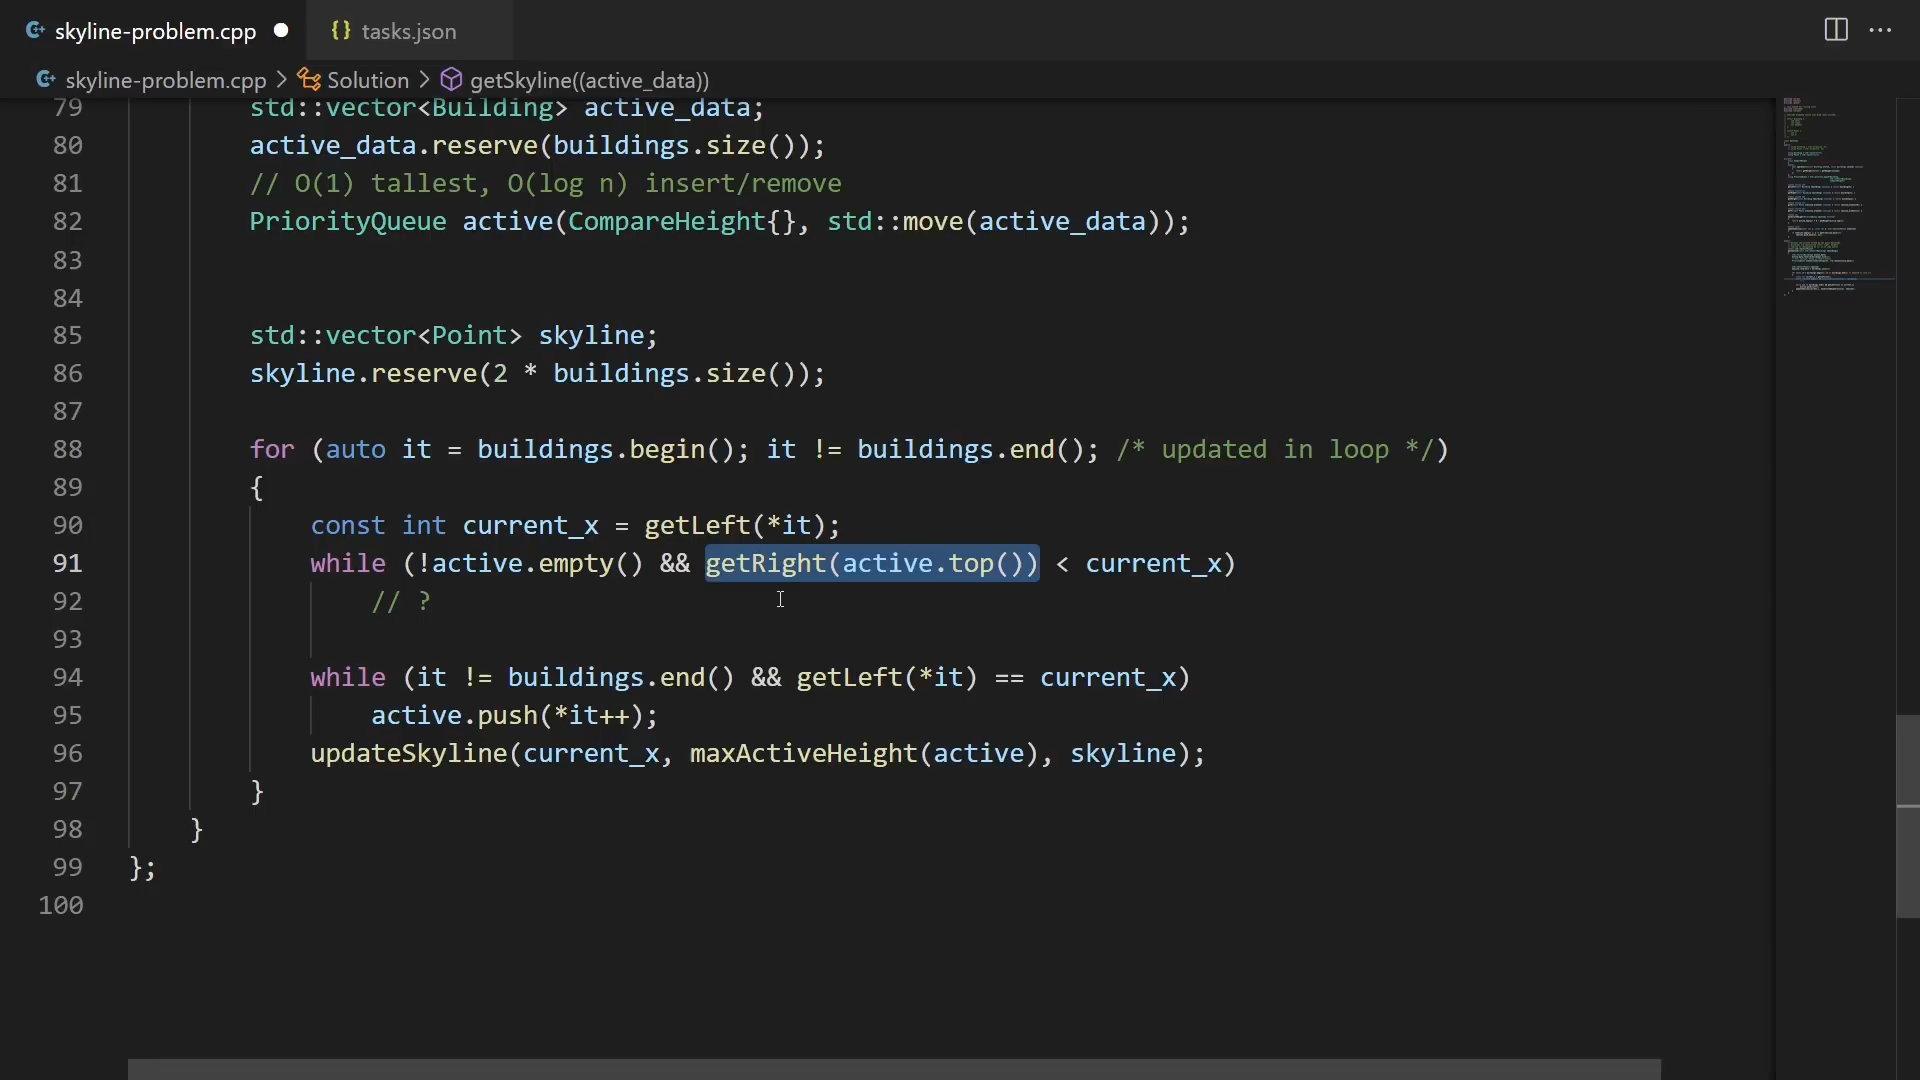 skyline-problem.cpp
tasks.json
skyline-problem.cpp > Solution > getSkyline((active_data))
79 std::vector<Building> active_data;
80 active_data.reserve(buildings.size());
81 // O(1) tallest, O(log n) insert/remove
82 PriorityQueue active(CompareHeight{}, std::move(active_data));
83
84
85 std::vector<Point> skyline;
86 skyline.reserve(2 * buildings.size());
87
88 for (auto it = buildings.begin(); it != buildings.end(); /* updated in loop */)
89 {
90 const int current_x = getLeft(*it);
91 while (!active.empty() && getRight(active.top()) < current_x)
92 // ?
93
94 while (it != buildings.end() && getLeft(*it) == current_x)
95 active.push(*it++);
96 updateSkyline(current_x, maxActiveHeight(active), skyline);
97 }
98 }
99 };
100